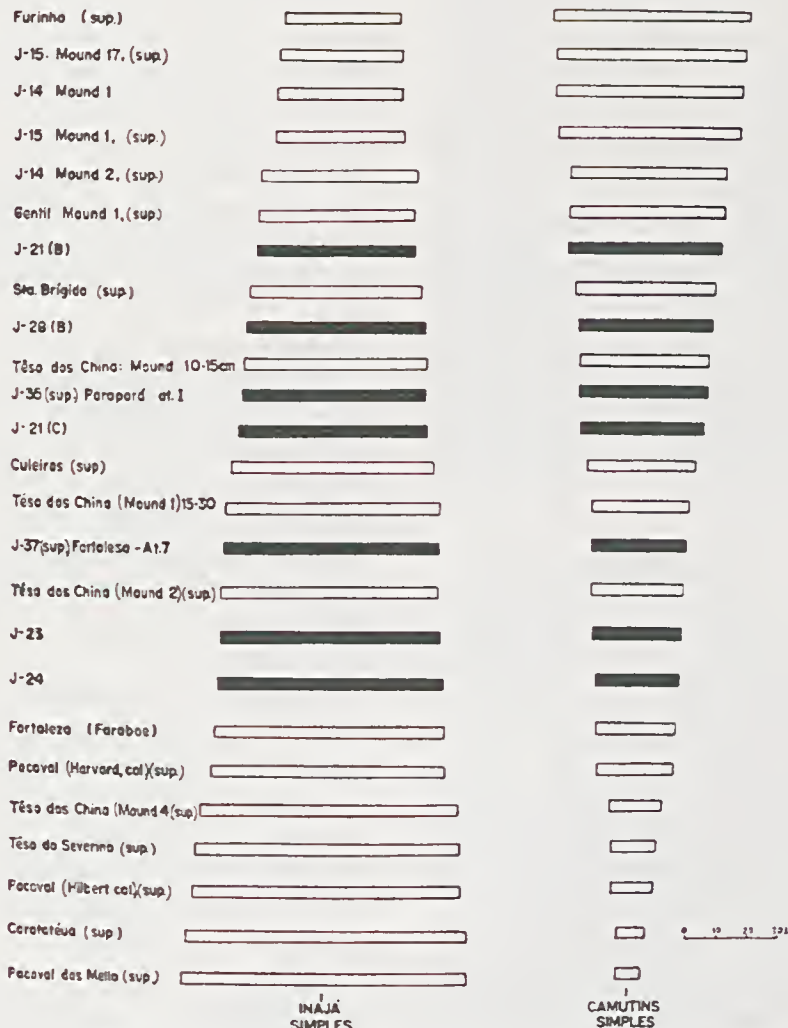 Furinho (sup.)
J-15. Mound 17, (sup.)
J-14 Mound 1
J-15 Mound 1, (sup.)
J-14 Mound 2, (sup.)
Gentil Mound 1, (sup.)
J-21 (B)
Sta. Brígida (sup.)
J-28 (B)
Têso dos China: Mound 10-15cm
J-36 (sup) Parapará at. I
J-21 (C)
Culeiras (sup)
Têso dos China (Mound 1) 15-30
J-37 (sup) Fortalesa - At. 7
Têso dos China (Mound 2) (sup.)
J-23
J-24
Fortaleza (Farabee)
Pacoval (Harvard, col) (sup.)
Têso dos China (Mound 4 (sup)
Têso do Severino (sup.)
Pacoval (Hilbert col) (sup.)
Caratatéua (sup)
Pacoval dos Mello (sup.)
INAJÁ
SIMPLES
CAMUTINS
SIMPLES